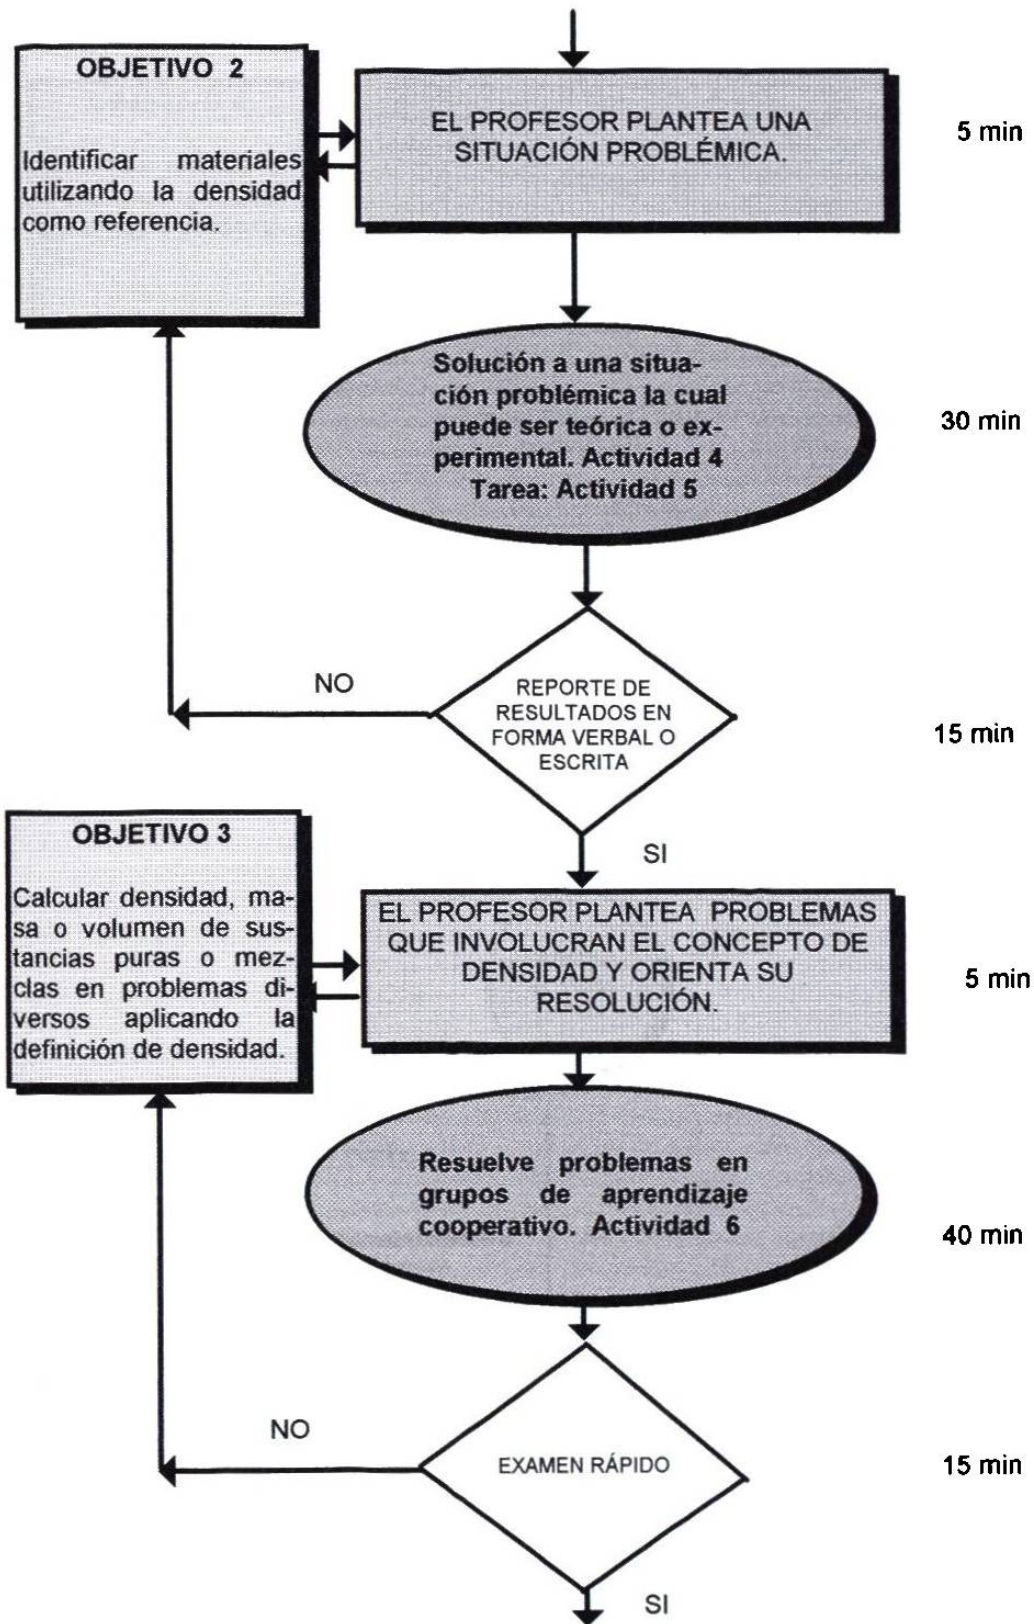 OBJETIVO 2
Identificar materiales
utilizando la densidad
como referencia.
EL PROFESOR PLANTEA UNA
SITUACIÓN PROBLÉMICA.
5 min
Solución a una situa-
ción problémica la cual
puede ser teórica o ex-
perimental. Actividad 4
Tarea: Actividad 5
30 min
NO
REPORTE DE
RESULTADOS EN
FORMA VERBAL O
ESCRITA
15 min
SI
OBJETIVO 3
Calcular densidad, ma-
sa o volumen de sus-
tancias puras o mez-
clas en problemas di-
versos aplicando la
definición de densidad.
EL PROFESOR PLANTEA PROBLEMAS
QUE INVOLUCRAN EL CONCEPTO DE
DENSIDAD Y ORIENTA SU
RESOLUCIÓN.
5 min
Resuelve problemas en
grupos de aprendizaje
cooperativo. Actividad 6
40 min
NO
EXAMEN RÁPIDO
15 min
SI